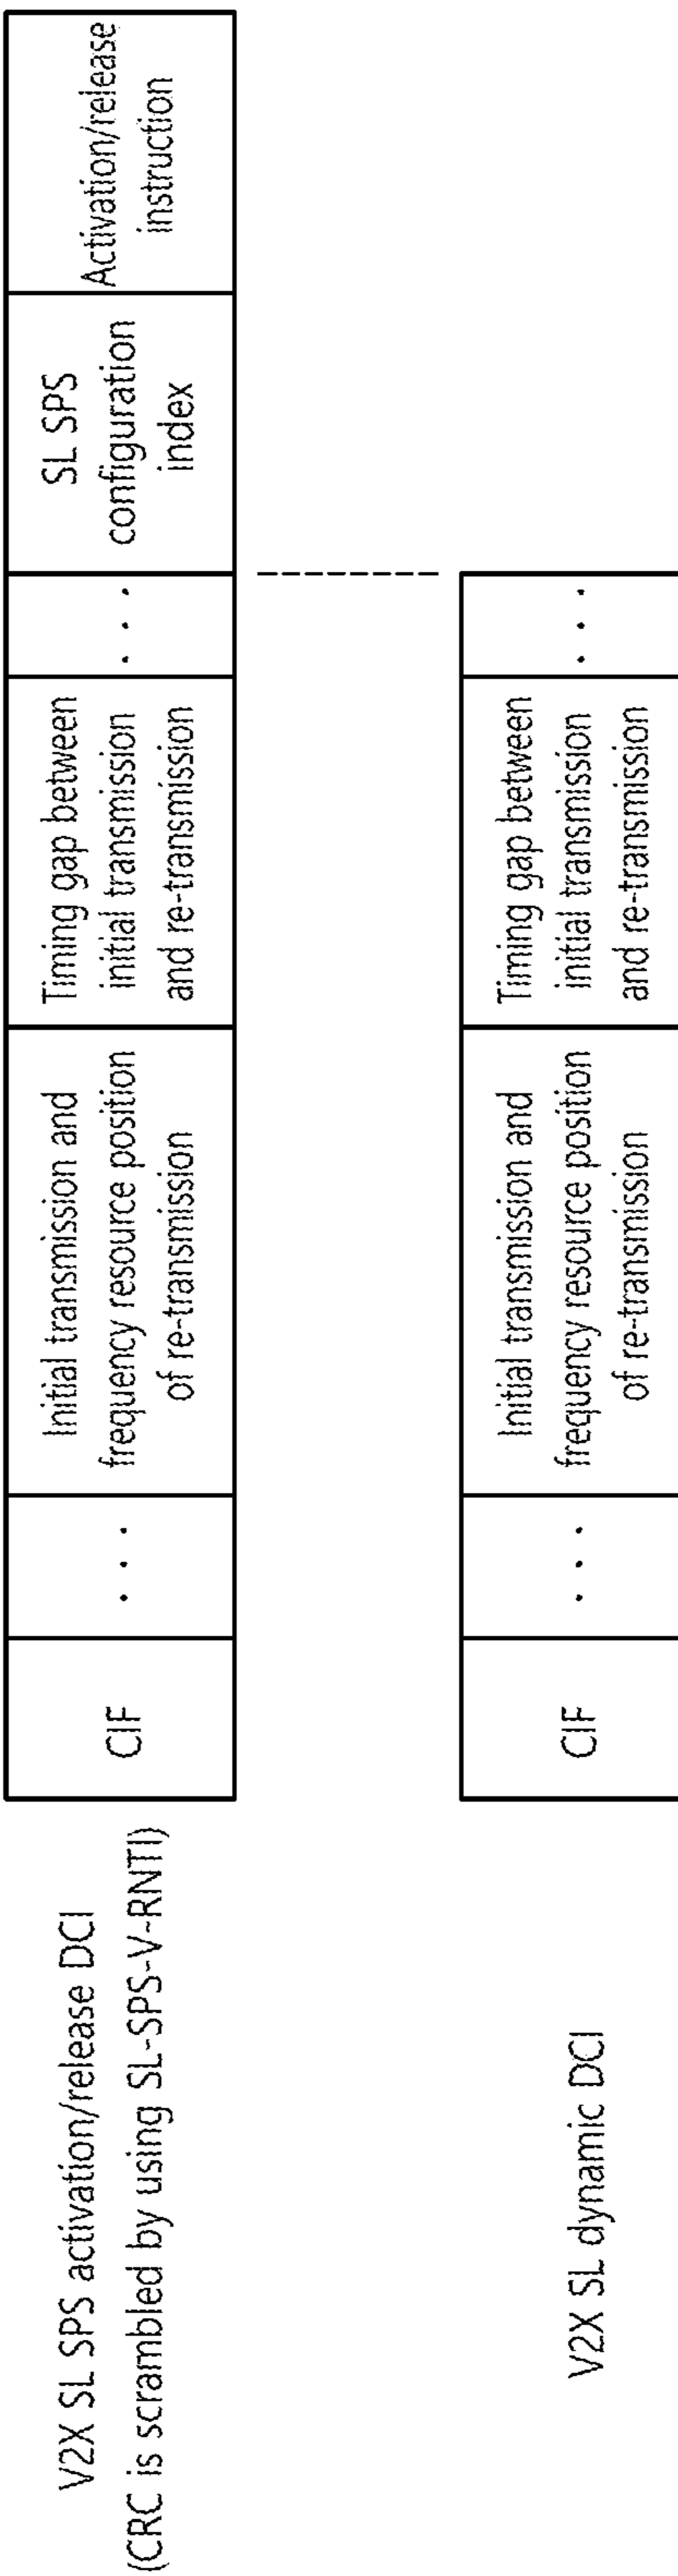 V2X SL SPS activation/release DCI
(CRC is scrambled by using SL-SPS-V-RNTI)
CIF
. . .
Initial transmission and
frequency resource position
of re-transmission
Timing gap between
initial transmission
and re-transmission
. . .
SL SPS
configuration
index
Activation/release
instruction
V2X SL dynamic DCI
CIF
. . .
Initial transmission and
frequency resource position
of re-transmission
Timing gap between
initial transmission
and re-transmission
. . .